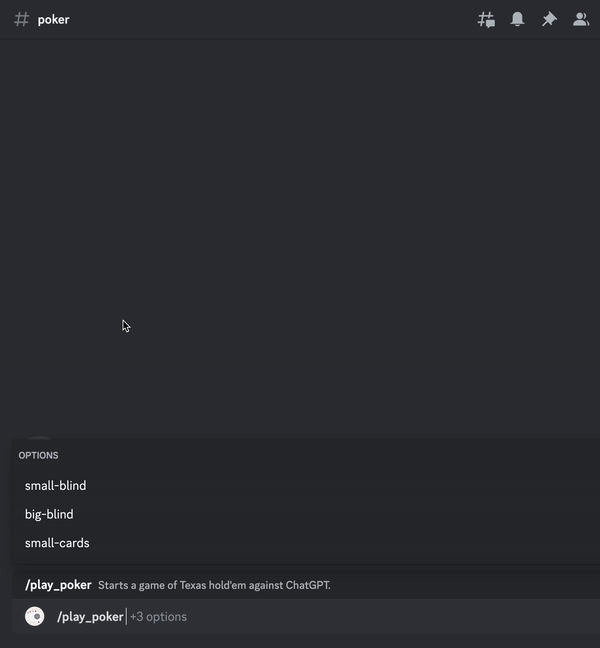 poker
OPTIONS
small-blind
big-blind
small-cards
/play_poker Starts a game of Texas hold'em against ChatGPT.
/play_poker +3 options